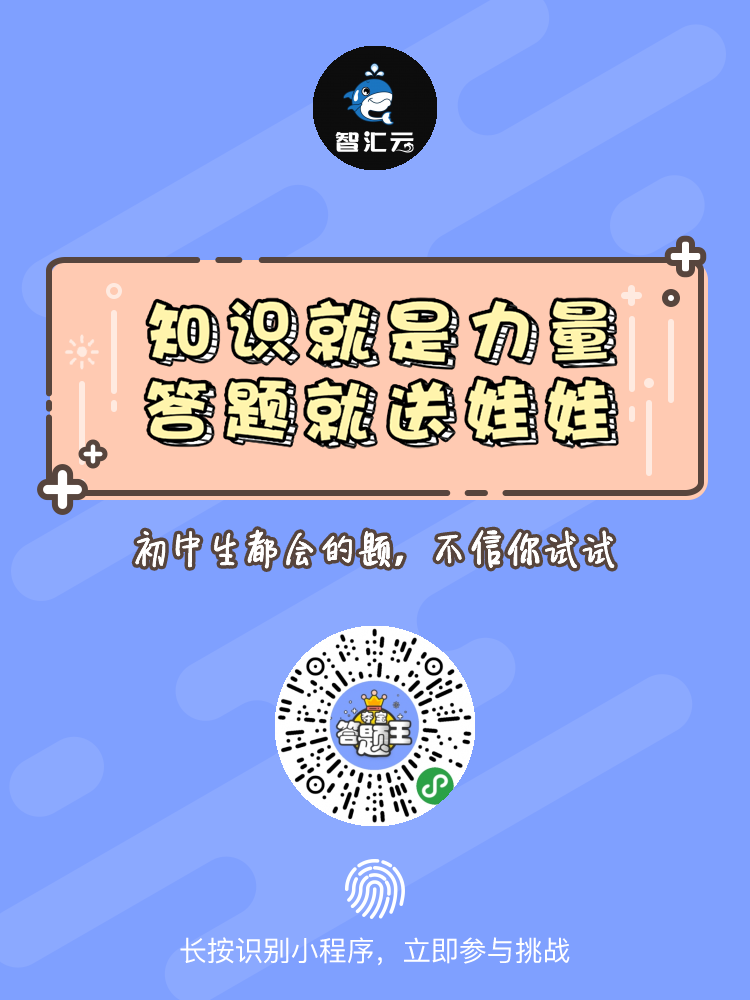 智汇云
知识就是力量
答题就送娃娃
初中生都会的题，不信你试试
夺宝
答题王
长按识别小程序，立即参与挑战